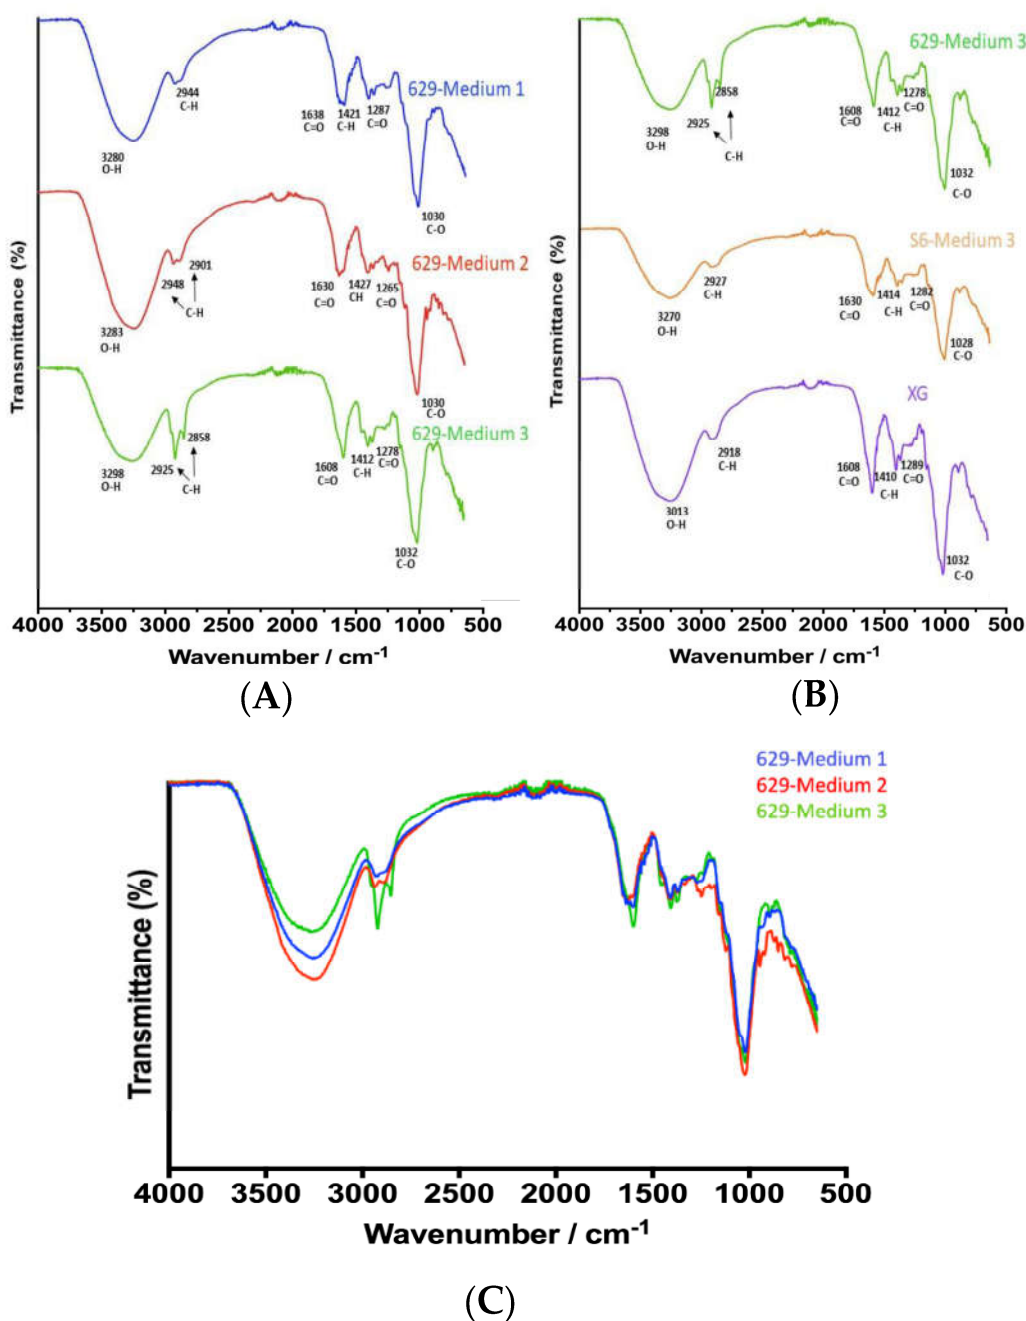 629-Medium 1
2944
C-H
1638
C=O
1421
C-H
1287
C=O
3280
O-H
1030
C-O
629-Medium 2
2901
2948
C-H
1630
C=O
1427
CH
1265
C=O
3283
O-H
1030
C-O
629-Medium 3
2858
2925
C-H
1608
C=O
1412
C-H
1278
C=O
3298
O-H
1032
C-O
Transmittance (%)
4000 3500 3000 2500 2000 1500 1000 500
Wavenumber / cm-1
(A)
629-Medium 3
2858
2925
C-H
3298
O-H
1608
C=O
1412
C-H
1278
C=O
1032
C-O
S6-Medium 3
2927
C-H
3270
O-H
1630
C=O
1414
C-H
1282
C=O
1028
C-O
XG
2918
C-H
3013
O-H
1608
C=O
1410
C-H
1289
C=O
1032
C-O
Transmittance (%)
4000 3500 3000 2500 2000 1500 1000 500
Wavenumber / cm-1
(B)
629-Medium 1
629-Medium 2
629-Medium 3
Transmittance (%)
4000 3500 3000 2500 2000 1500 1000 500
Wavenumber / cm-1
(C)